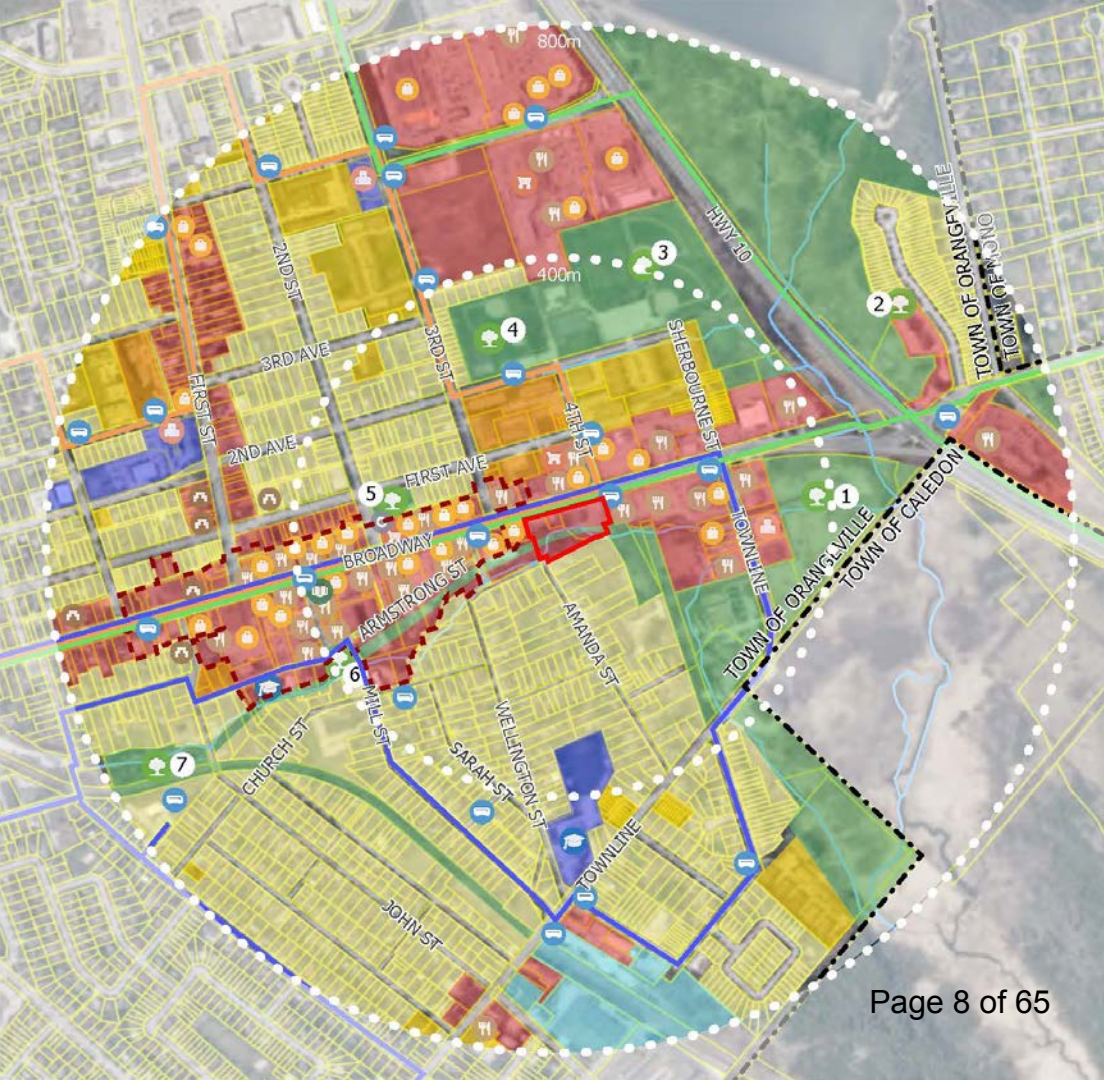 800m
HWY 10
TOWN OF ORANGEVILLE
TOWN OF MONO
2ND ST
3
400m
2
4
3RD ST
3RD AVE
SHERBOURNE ST
FIRST ST
4TH ST
2ND AVE
FIRST AVE
5
1
BROADWAY
TOWNLINE
TOWN OF ORANGEVILLE
TOWN OF CALEDON
ARMSTRONG ST
AMANDA ST
6
MILL ST
WELLINGTON ST
CHURCH ST
SARAH ST
7
TOWNLINE
JOHN ST
Page 8 of 65